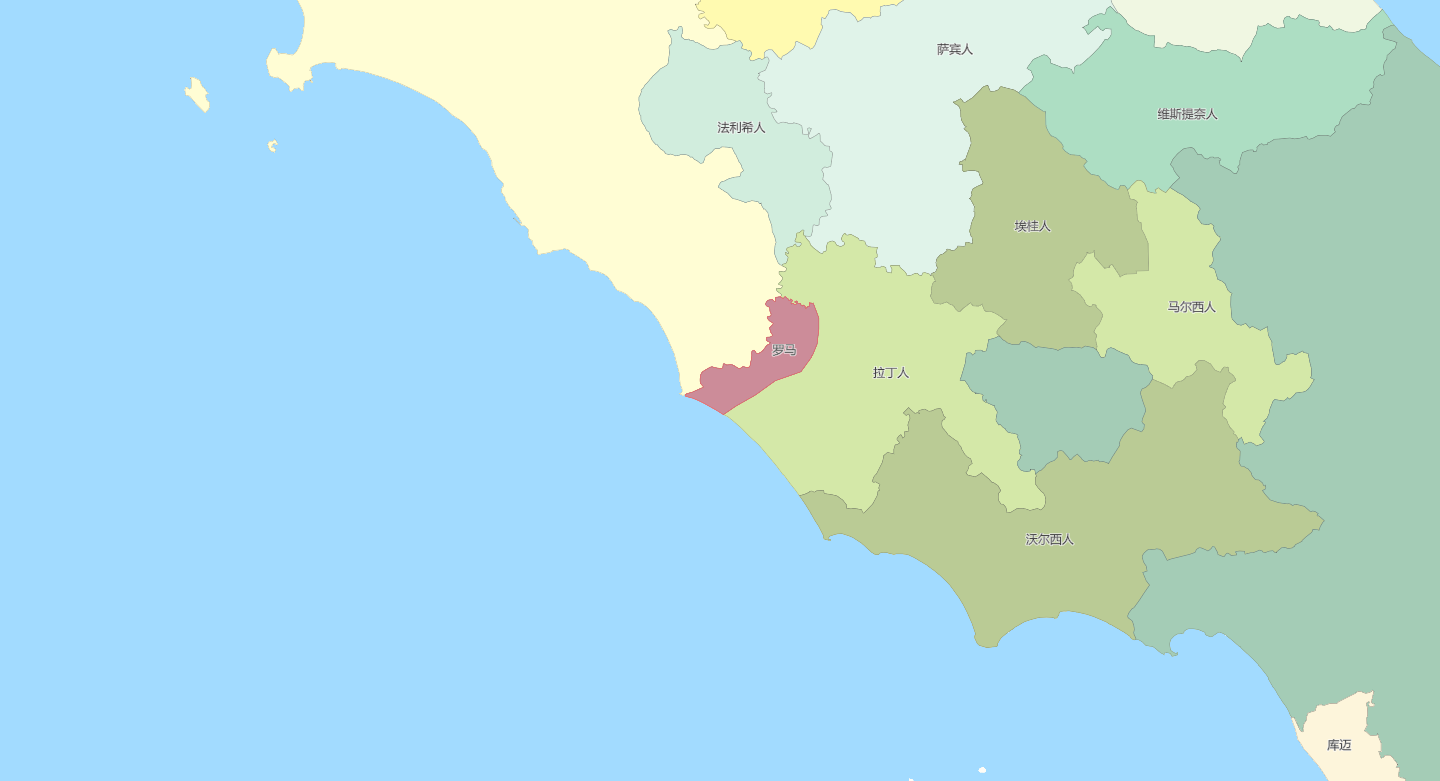 萨宾人
维斯提奈人
法利希人
埃桂人
马尔西人
罗马
拉丁人
沃尔西人
库迈